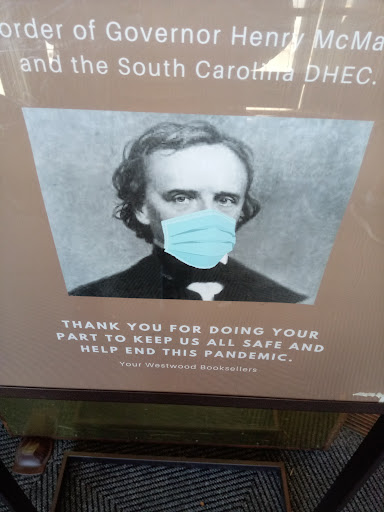 order of Governor Henry McMa
and the South Carolina DHEC.
THANK YOU FOR DOING YOUR
PART TO KEEP US ALL SAFE AND
HELP END THIS PANDEMIC.
Your Westwood Booksellers